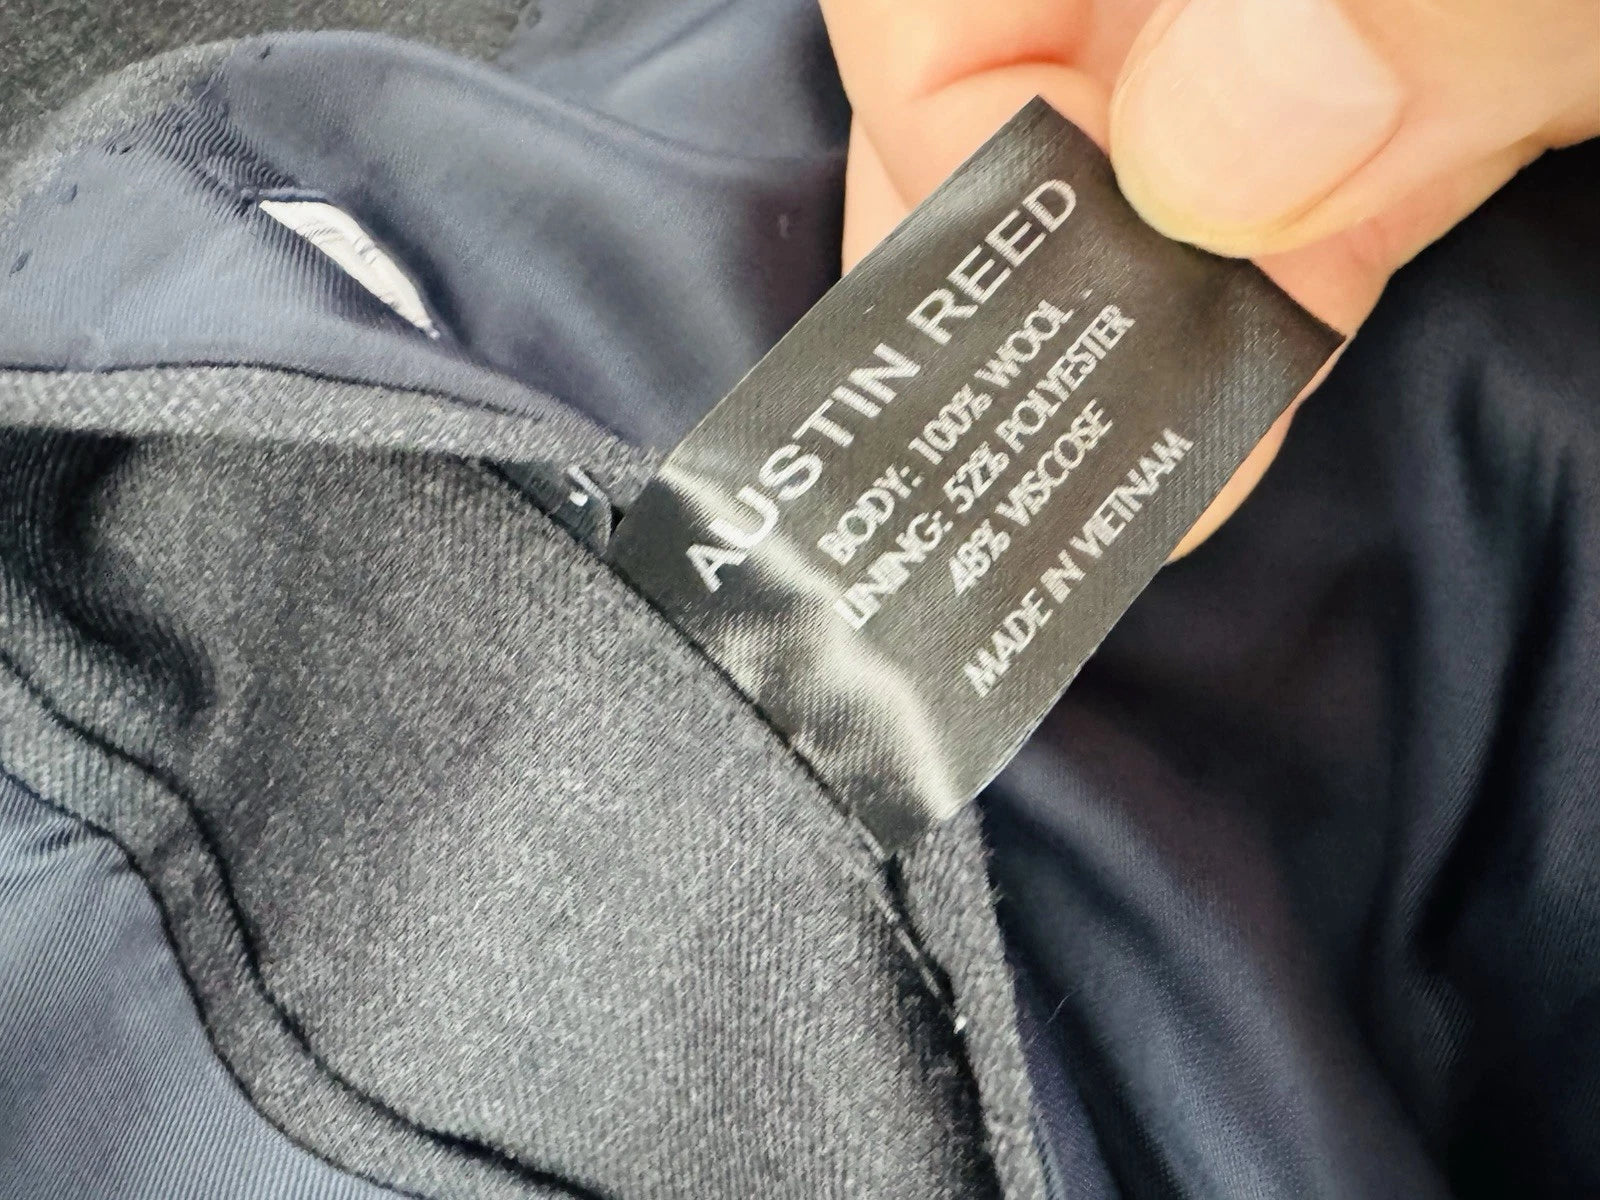 AUSTIN REED
BODY: 100% WOOL
LINING: 52% POLYESTER
48% VISCOSE
MADE IN VIETNAM